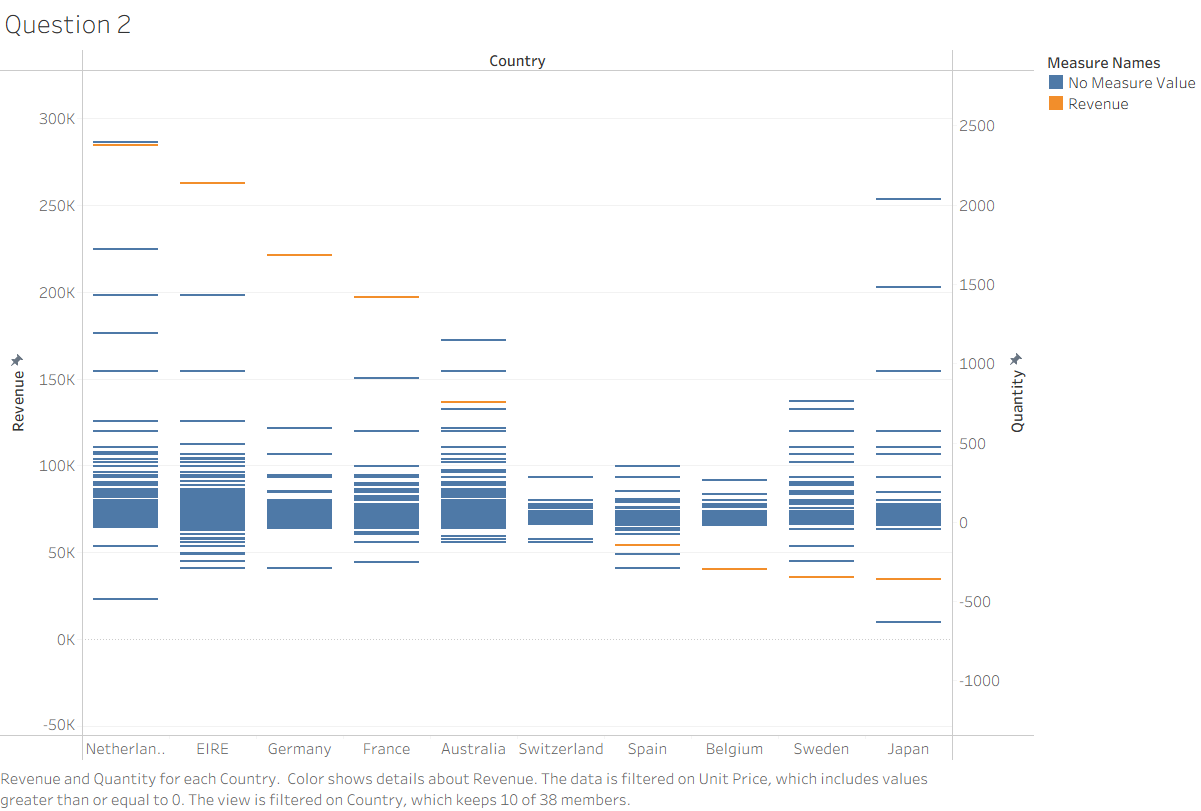 Question 2
Country
Measure Names
No Measure Value
Revenue
300K
250K
200K
150K
100K
50K
0K
-50K
Revenue
2500
2000
1500
1000
500
0
-500
-1000
Quantity
Netherlan.. EIRE Germany France Australia Switzerland Spain Belgium Sweden Japan
Revenue and Quantity for each Country.  Color shows details about Revenue. The data is filtered on Unit Price, which includes values
greater than or equal to 0. The view is filtered on Country, which keeps 10 of 38 members.